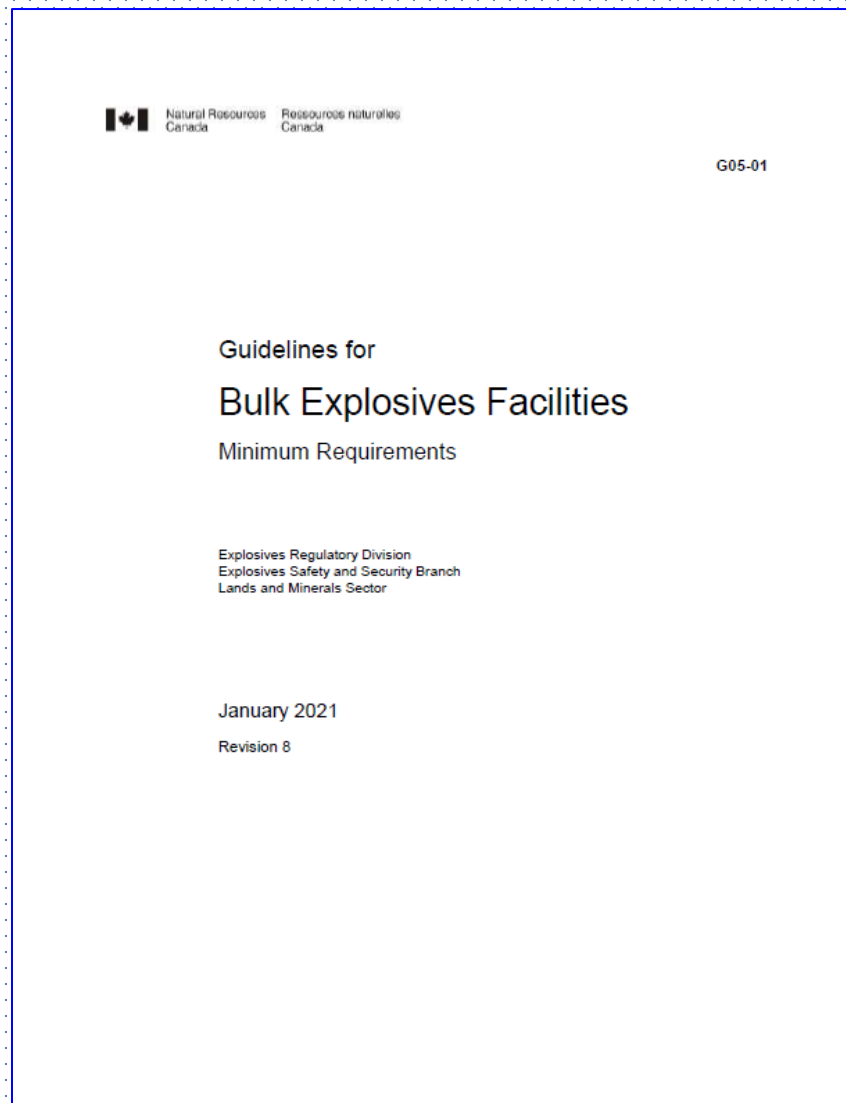 Natural Resources Ressources naturelles
Canada Canada
G05-01
Guidelines for
Bulk Explosives Facilities
Minimum Requirements
Explosives Regulatory Division
Explosives Safety and Security Branch
Lands and Minerals Sector
January 2021
Revision 8